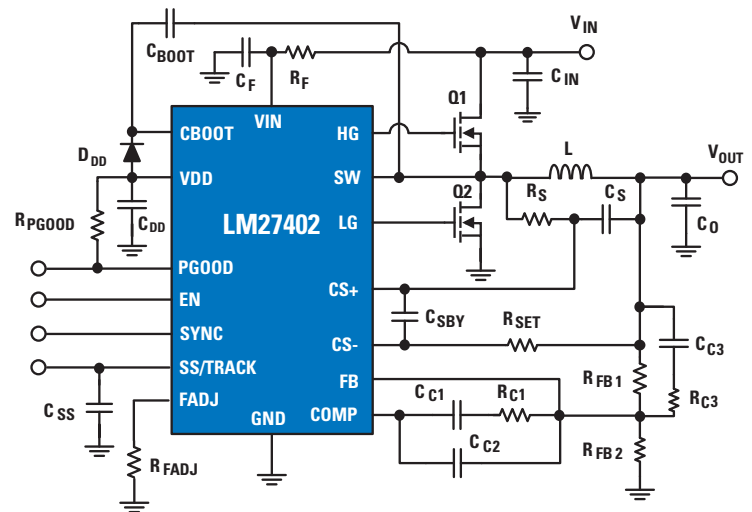 V_IN
C_BOOT
C_F
R_F
C_IN
Q1
VIN
CBOOT
HG
D_DD
L
V_OUT
VDD
SW
R_S
C_S
Q2
R_PGOOD
C_DD
LM27402
LG
C_O
PGOOD
CS+
EN
C_SBY
R_SET
SYNC
CS-
C_C3
SS/TRACK
FB
R_FB1
C_SS
FADJ
GND
COMP
C_C1
R_C1
R_C3
C_C2
R_FB2
R_FADJ